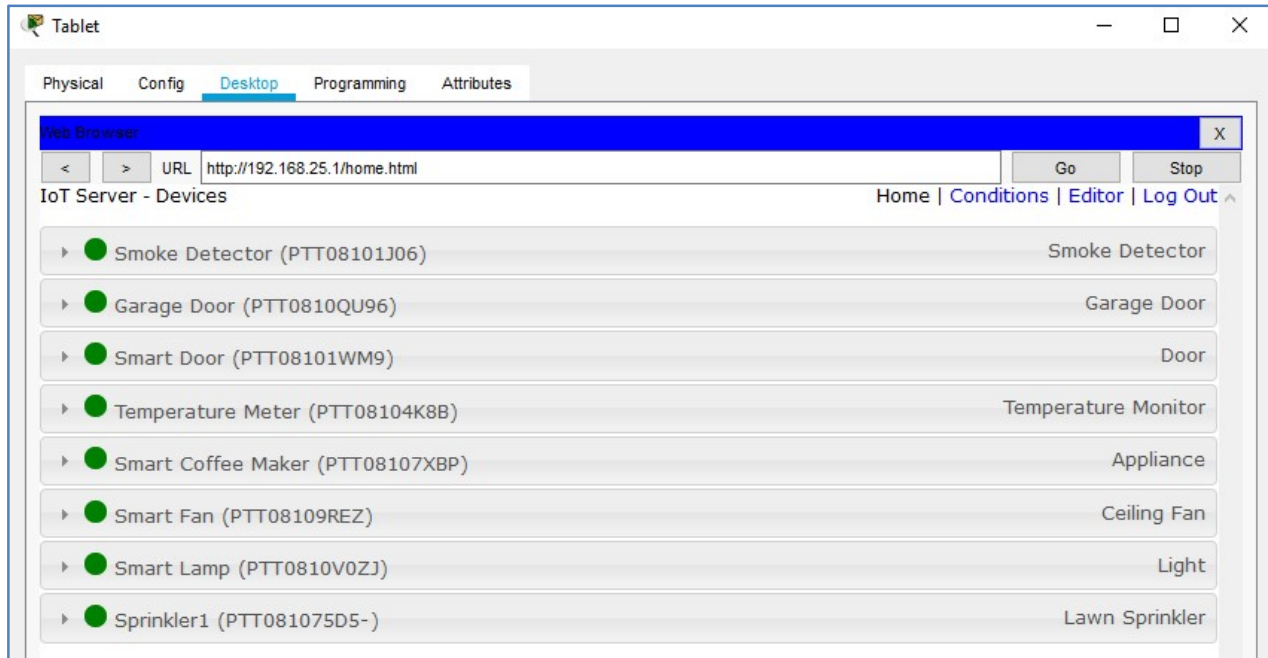 Tablet
Physical Config Desktop Programming Attributes
Web Browser X
< > URL http://192.168.25.1/home.html Go Stop
IoT Server - Devices Home | Conditions | Editor | Log Out
Smoke Detector (PTT08101J06) Smoke Detector
Garage Door (PTT0810QU96) Garage Door
Smart Door (PTT08101WM9) Door
Temperature Meter (PTT08104K8B) Temperature Monitor
Smart Coffee Maker (PTT08107XBP) Appliance
Smart Fan (PTT08109REZ) Ceiling Fan
Smart Lamp (PTT0810V0ZJ) Light
Sprinkler1 (PTT081075D5-) Lawn Sprinkler